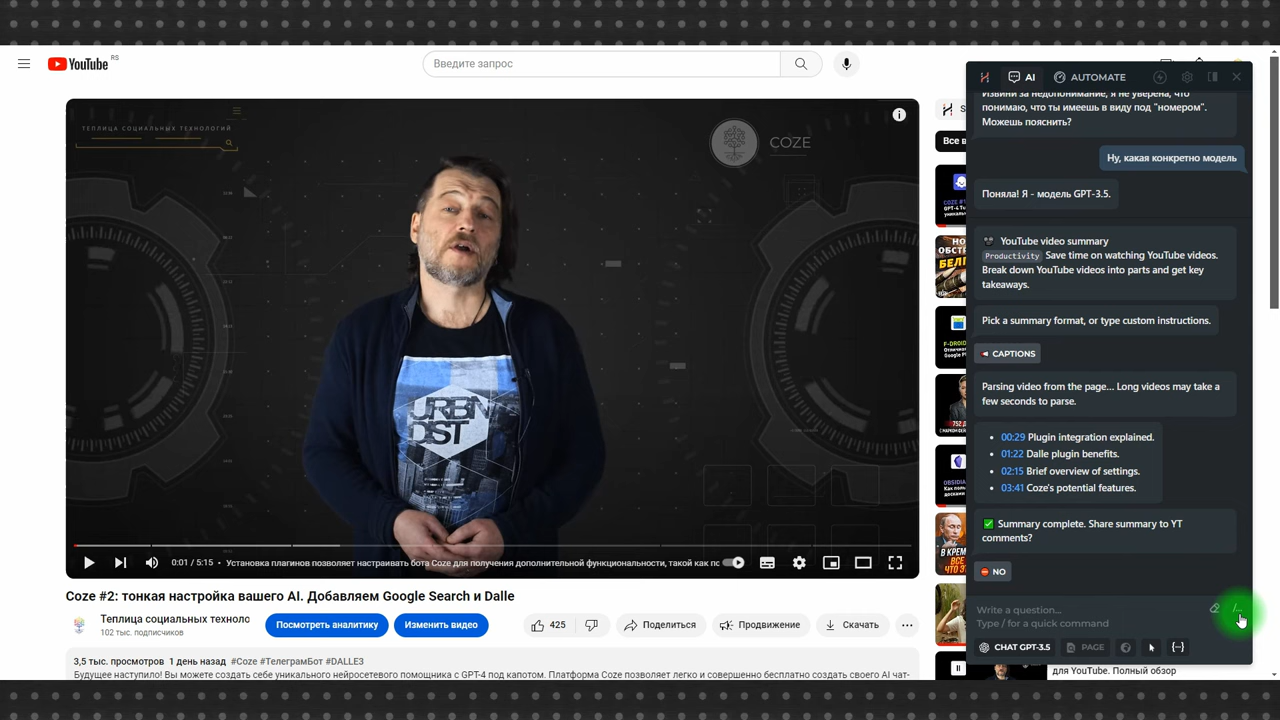 YouTube RS
Введите запрос
ТЕПЛИЦА СОЦИАЛЬНЫХ ТЕХНОЛОГИЙ
COZE
URBN
DST
0:01 / 5:15 • Установка плагинов позволяет настраивать бота Coze для получения дополнительной функциональности, такой как пс
Coze #2: тонкая настройка вашего AI. Добавляем Google Search и Dalle
Теплица социальных техноло
102 тыс. подписчиков
Посмотреть аналитику
Изменить видео
425
Поделиться
Продвижение
Скачать
3,5 тыс. просмотров 1 день назад #Coze #ТелеграмБот #DALLE3
Будущее наступило! Вы можете создать себе уникального нейросетевого помощника с GPT-4 под капотом. Платформа Coze позволяет легко и совершенно бесплатно создать своего AI чат-
Все в
для YouTube. Полный обзор
AI
AUTOMATE
Извини за недопонимание, я не уверена, что
понимаю, что ты имеешь в виду под "номером".
Можешь пояснить?
Ну, какая конкретно модель
Поняла! Я - модель GPT-3.5.
YouTube video summary
Productivity Save time on watching YouTube videos.
Break down YouTube videos into parts and get key
takeaways.
Pick a summary format, or type custom instructions.
CAPTIONS
Parsing video from the page... Long videos may take a
few seconds to parse.
• 00:29 Plugin integration explained.
• 01:22 Dalle plugin benefits.
• 02:15 Brief overview of settings.
• 03:41 Coze's potential features.
Summary complete. Share summary to YT
comments?
NO
Write a question...
Type / for a quick command
/...
CHAT GPT-3.5
PAGE